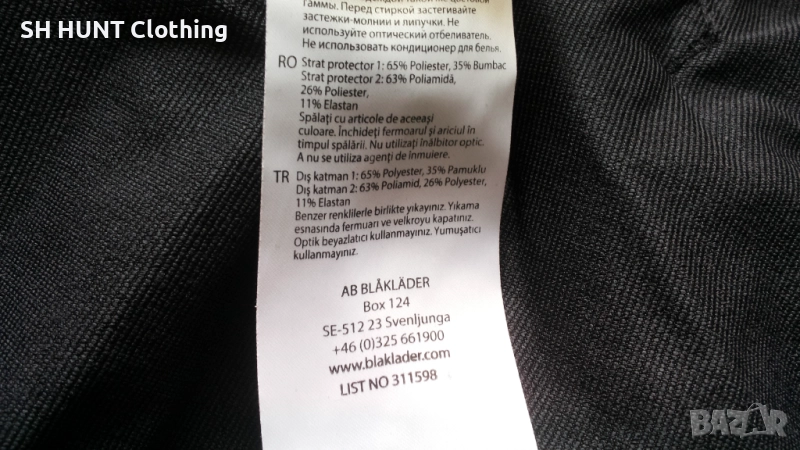 SH HUNT Clothing
гаммы. Перед стиркой застегивайте
застежки-молнии и липучки. Не
используйте оптический отбеливатель.
Не использовать кондиционер для белья.
RO Strat protector 1: 65% Poliester, 35% Bumbac
Strat protector 2: 63% Poliamidă,
26% Poliester,
11% Elastan
Spălați cu articole de aceeași
culoare. Închideți fermoarul și ariciul în
timpul spălării. Nu utilizați înălbitor optic.
A nu se utiliza agenți de înmuiere.
TR Dış katman 1: 65% Polyester, 35% Pamuklu
Dış katman 2: 63% Poliamid, 26% Polyester,
11% Elastan
Benzer renklilerle birlikte yıkayınız. Yıkama
esnasında fermuarı ve velkroyu kapatınız.
Optik beyazlatıcı kullanmayınız. Yumuşatıcı
kullanmayınız.
AB BLÅKLÄDER
Box 124
SE-512 23 Svenljunga
+46 (0)325 661900
www.blaklader.com
LIST NO 311598
BAZAR